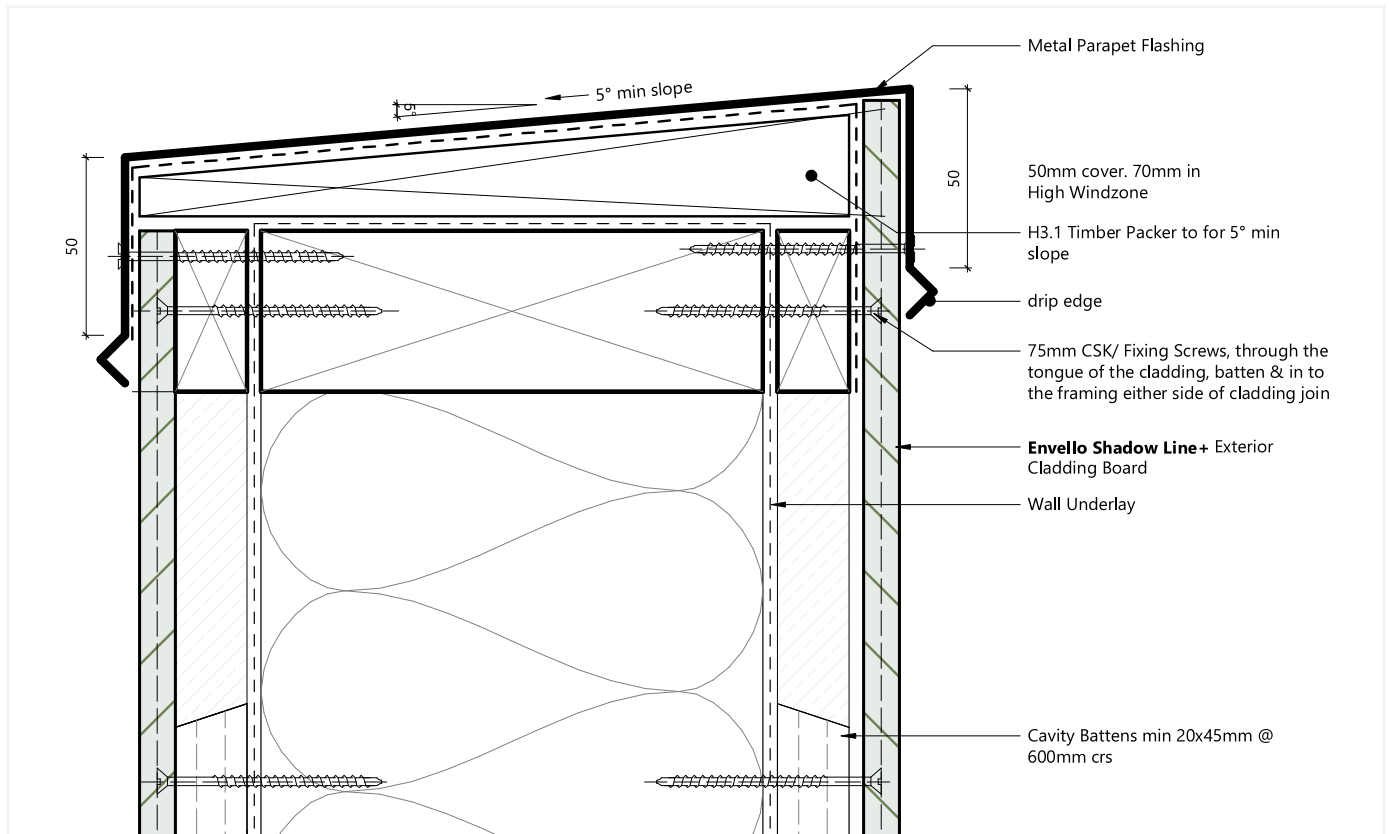 Metal Parapet Flashing
5° min slope
5°
50
50
50mm cover. 70mm in
High Windzone
H3.1 Timber Packer to for 5° min
slope
drip edge
75mm CSK/ Fixing Screws, through the
tongue of the cladding, batten & in to
the framing either side of cladding join
Envello Shadow Line+ Exterior
Cladding Board
Wall Underlay
Cavity Battens min 20x45mm @
600mm crs